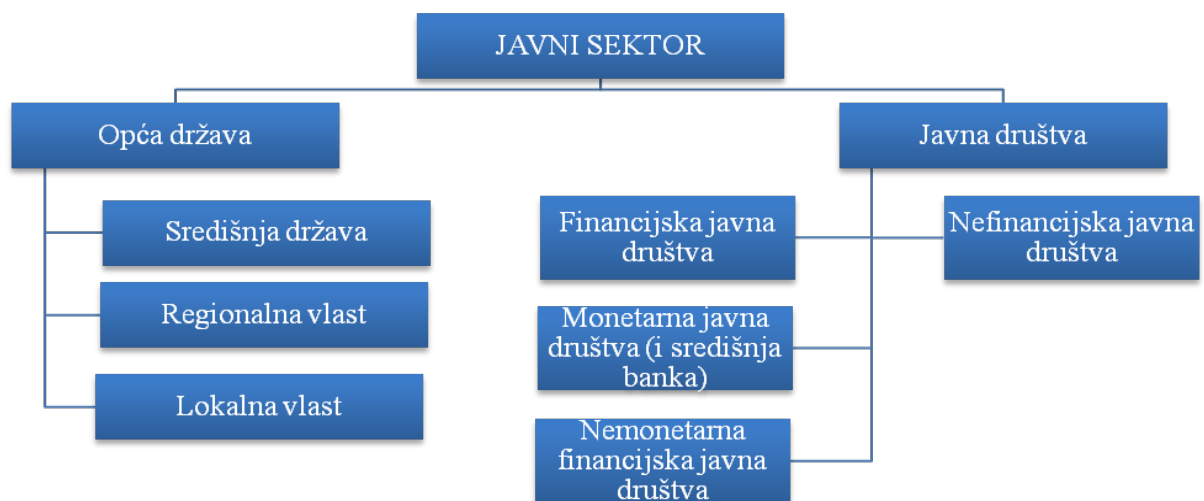 JAVNI SEKTOR
Opća država
Javna društva
Središnja država
Regionalna vlast
Lokalna vlast
Financijska javna
društva
Nefinancijska javna
društva
Monetarna javna
društva (i središnja
banka)
Nemonetarna
financijska javna
društva